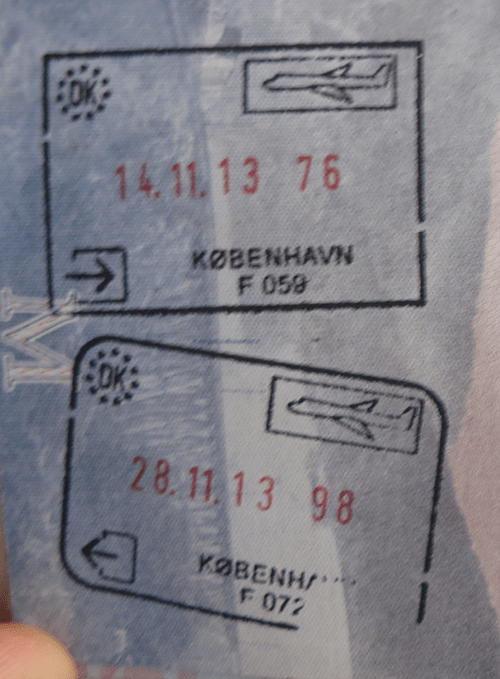 DK
14.11.13 76
KØBENHAVN
F 059
M
DK
28.11.13 98
F 072